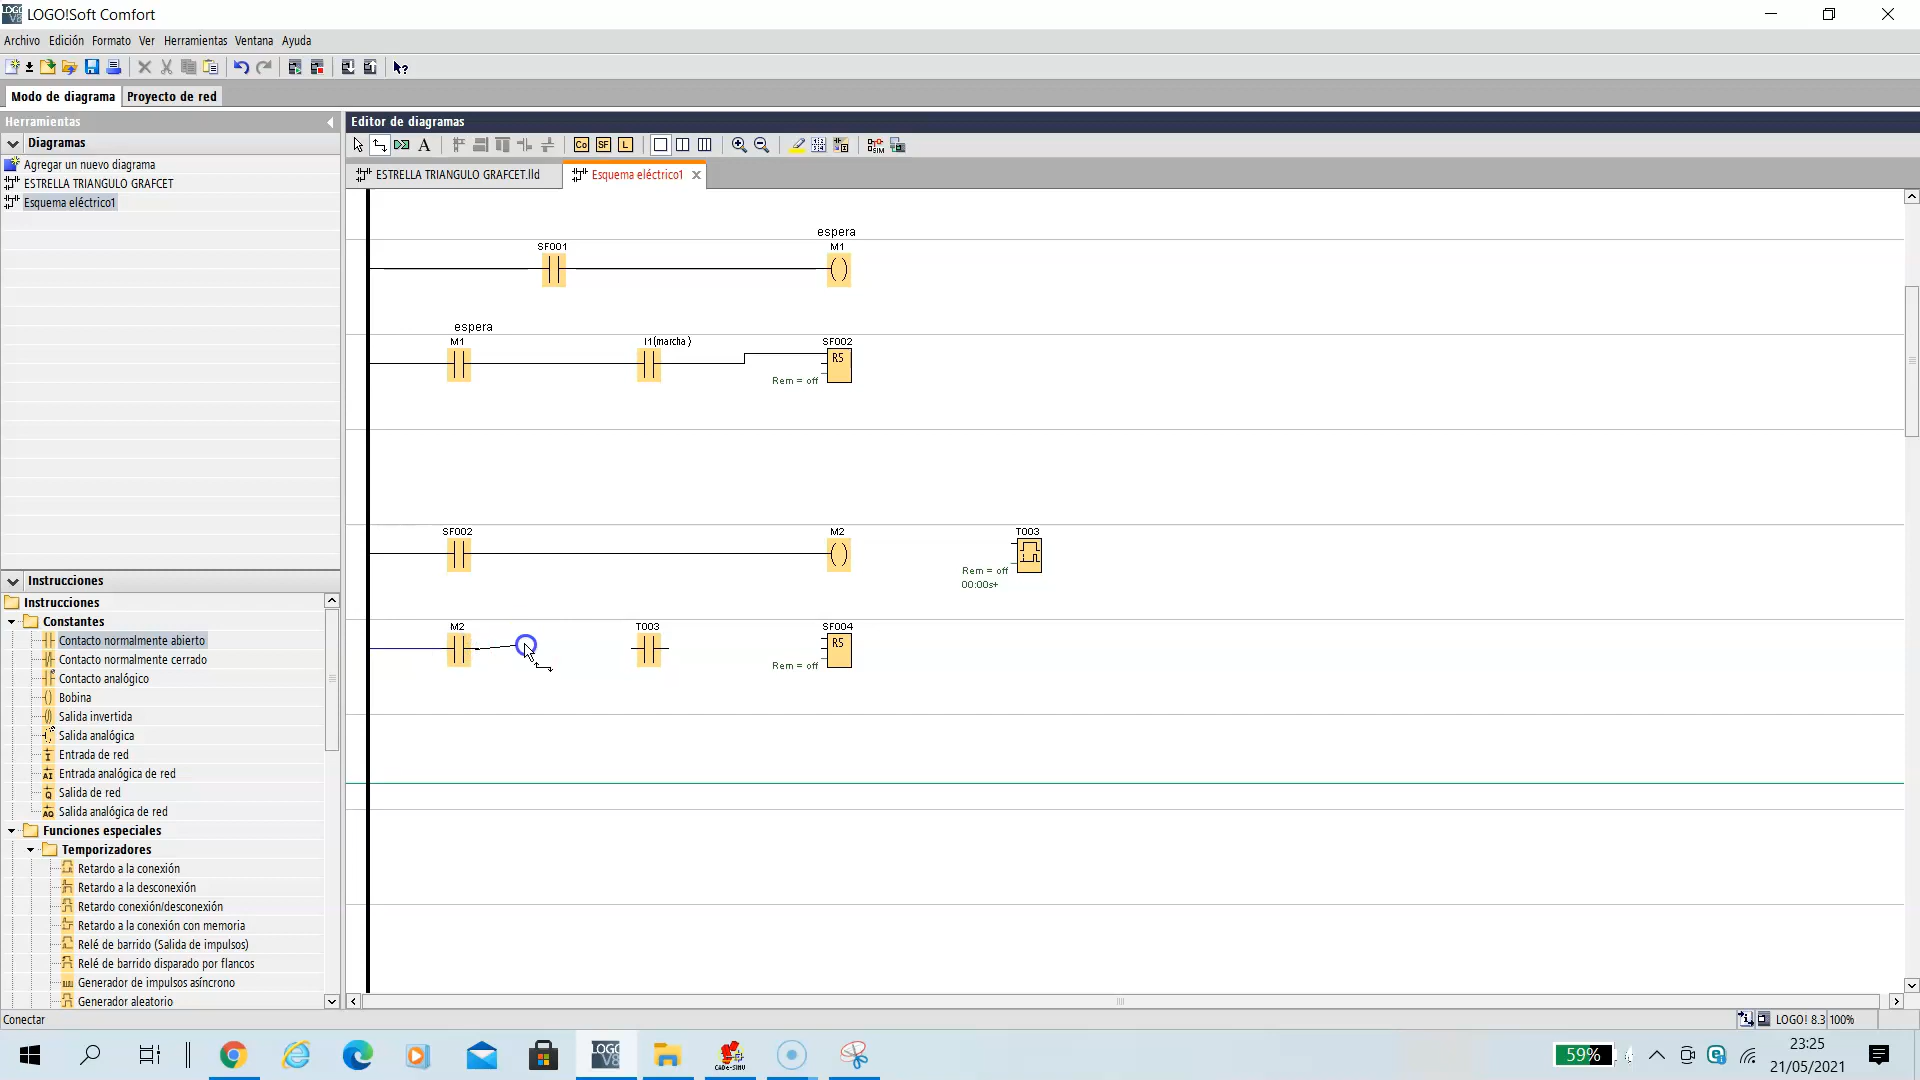 LOGO!Soft Comfort
Archivo Edición Formato Ver Herramientas Ventana Ayuda
Modo de diagrama Proyecto de red
Herramientas
Editor de diagramas
Diagramas
Agregar un nuevo diagrama
ESTRELLA TRIANGULO GRAFCET
Esquema eléctrico1
A Co SF L SIM
ESTRELLA TRIANGULO GRAFCET.lld Esquema eléctrico1
espera
SF001 M1
espera
M1 I1(marcha ) SF002
RS
Rem = off
SF002 M2 T003
Rem = off
00:00s+
M2 T003 SF004
RS
Rem = off
Instrucciones
Instrucciones
Constantes
Contacto normalmente abierto
Contacto normalmente cerrado
Contacto analógico
Bobina
Salida invertida
Salida analógica
Entrada de red
Entrada analógica de red
Salida de red
Salida analógica de red
Funciones especiales
Temporizadores
Retardo a la conexión
Retardo a la desconexión
Retardo conexión/desconexión
Retardo a la conexión con memoria
Relé de barrido (Salida de impulsos)
Relé de barrido disparado por flancos
Generador de impulsos asíncrono
Generador aleatorio
Conectar
LOGO! 8.3 100%
LOGO V8
CADe-SIMU
59%
23:25
21/05/2021